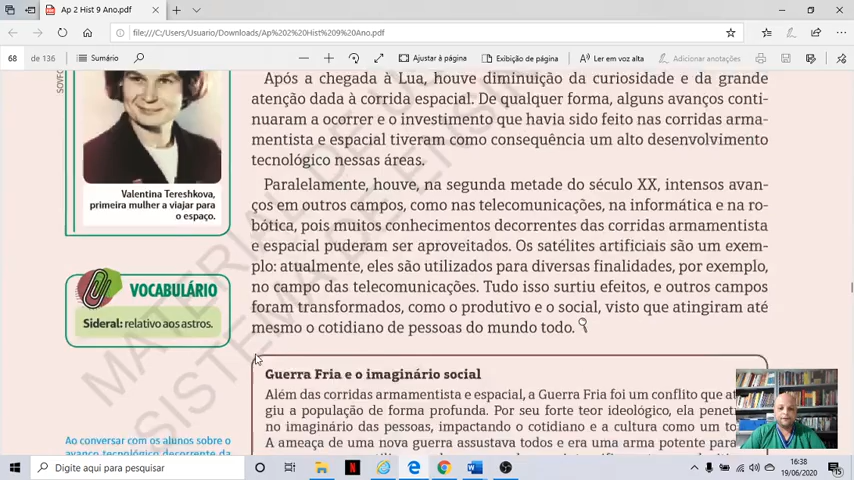 Ap 2 Hist 9 Ano.pdf
file:///C:/Users/Usuario/Downloads/Ap%202%20Hist%209%20Ano.pdf
68 de 136
Sumário
Ajustar à página
Exibição de página
Ler em voz alta
Adicionar anotações
Após a chegada à Lua, houve diminuição da curiosidade e da grande
atenção dada à corrida espacial. De qualquer forma, alguns avanços conti-
nuaram a ocorrer e o investimento que havia sido feito nas corridas arma-
mentista e espacial tiveram como consequência um alto desenvolvimento
tecnológico nessas áreas.
Paralelamente, houve, na segunda metade do século XX, intensos avan-
ços em outros campos, como nas telecomunicações, na informática e na ro-
bótica, pois muitos conhecimentos decorrentes das corridas armamentista
e espacial puderam ser aproveitados. Os satélites artificiais são um exem-
plo: atualmente, eles são utilizados para diversas finalidades, por exemplo,
no campo das telecomunicações. Tudo isso surtiu efeitos, e outros campos
foram transformados, como o produtivo e o social, visto que atingiram até
mesmo o cotidiano de pessoas do mundo todo.
Valentina Tereshkova,
primeira mulher a viajar para
o espaço.
VOCABULÁRIO
Sideral: relativo aos astros.
Guerra Fria e o imaginário social
Além das corridas armamentista e espacial, a Guerra Fria foi um conflito que
giu a população de forma profunda. Por seu forte teor ideológico, ela
no imaginário das pessoas, impactando o cotidiano e a cultura como um
A ameaça de uma nova guerra assustava todos e era uma arma potente
Ao conversar com os alunos sobre o
avanço tecnológico decorrente da
MATERIAL DE
SISTEMA DE ENSINO
Digite aqui para pesquisar
16:38
19/06/2020